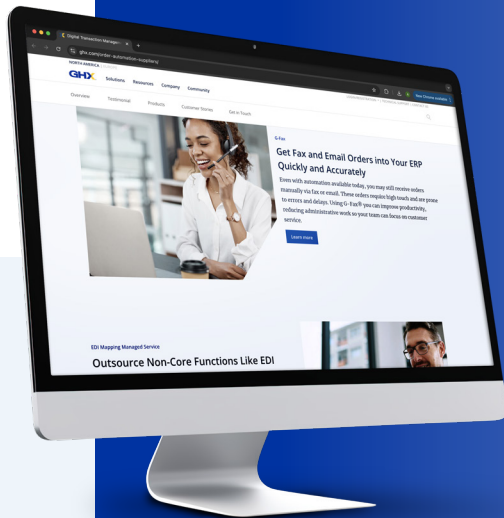 Digital Transaction Manageme
ghx.com/order-automation-suppliers/
New Chrome available
NORTH AMERICA
GHX
Solutions Resources Company Community
Overview Testimonial Products Customer Stories Get in Touch
G-Fax
Get Fax and Email Orders into Your ERP
Quickly and Accurately
Even with automation available today, you may still receive orders
manually via fax or email. These orders require high touch and are prone
to errors and delays. Using G-Fax® you can improve productivity,
reducing administrative work so your team can focus on customer
service.
Learn more
EDI Mapping Managed Service
Outsource Non-Core Functions Like EDI